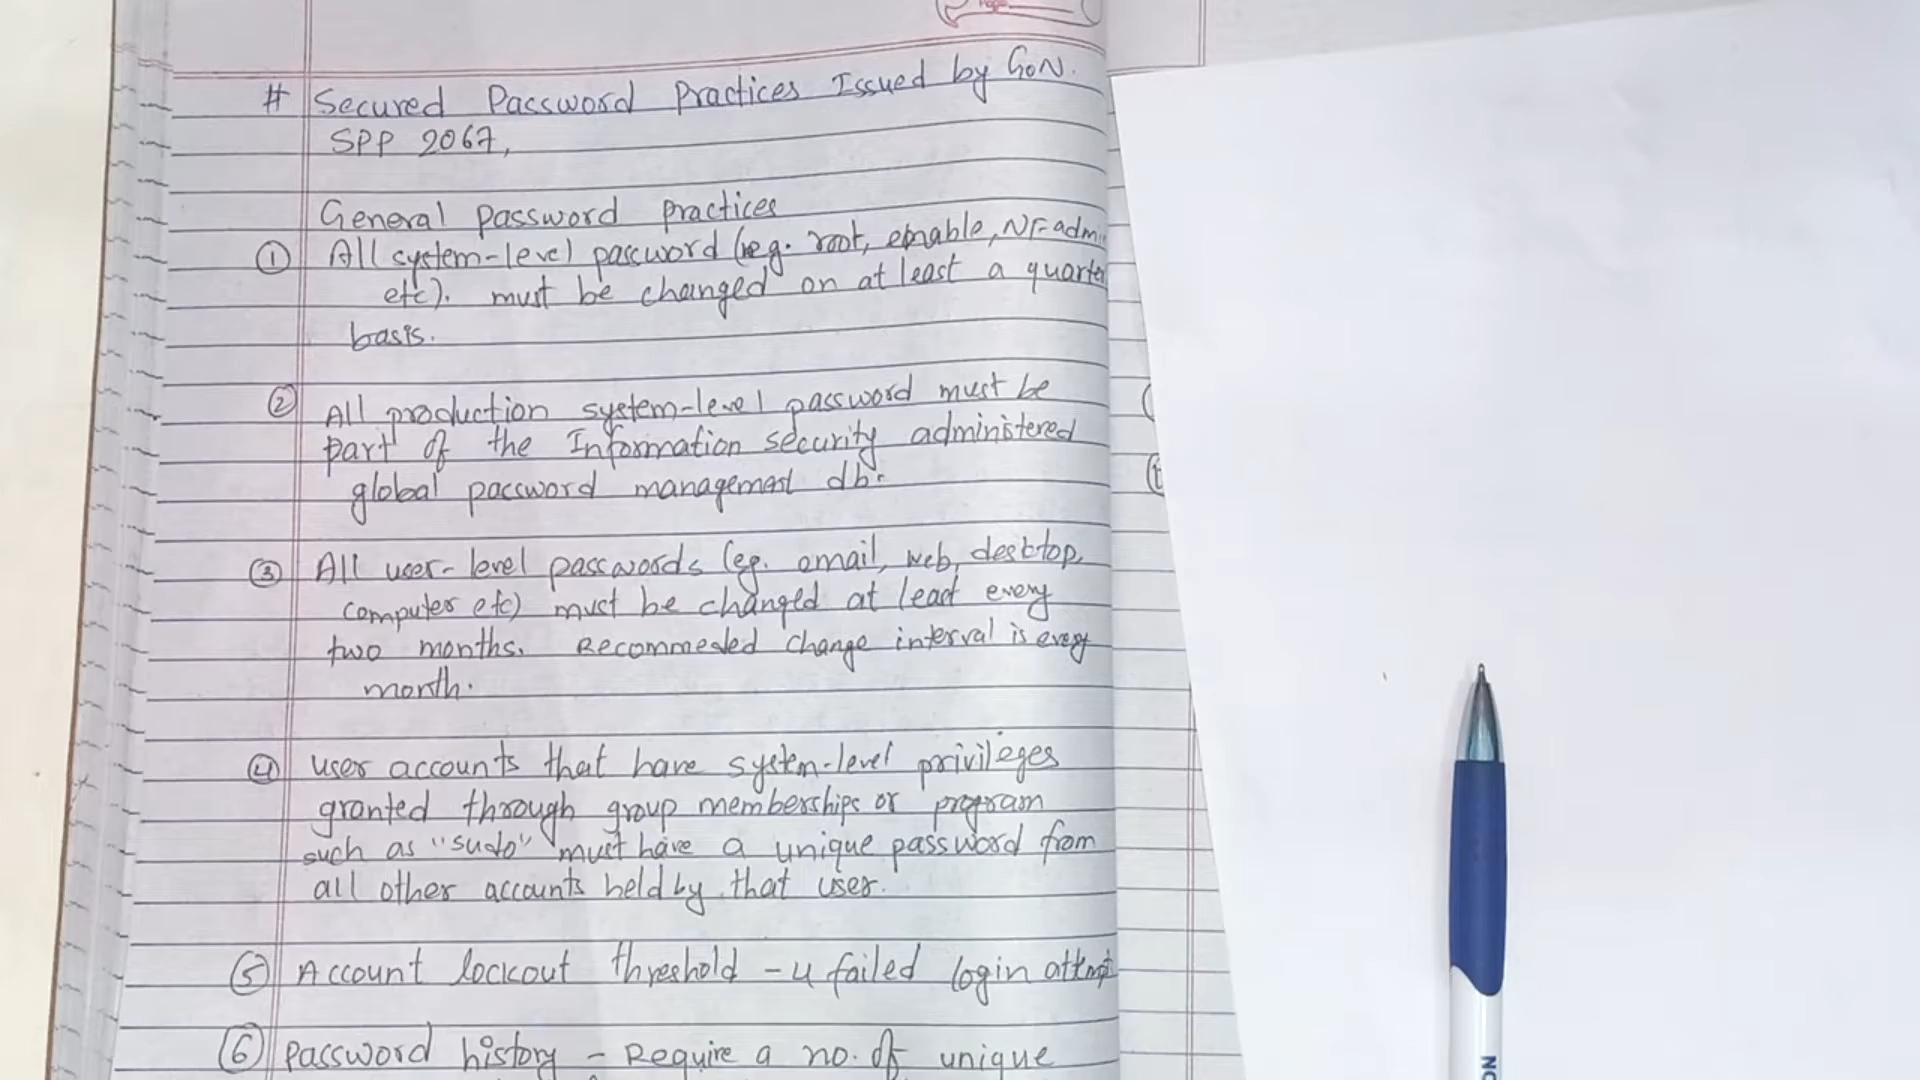 # Secured Password Practices Issued by GoN.
SPP 2067,
General password practices
① All system-level password (eg. root, enable, NT-admi
etc). must be changed on at least a quarter
basis.
② All production system-level password must be
part of the Information security administered
global password management db.
③ All user-level passwords (eg. email, web, desktop,
computer etc) must be changed at least every
two months. Recommeded change interval is every
month.
④ user accounts that have system-level privileges
granted through group memberships or program
such as "sudo" must have a unique password from
all other accounts held by that user.
⑤ Account lockout threshold - 4 failed login attempt
⑥ password history - Require a no. of unique